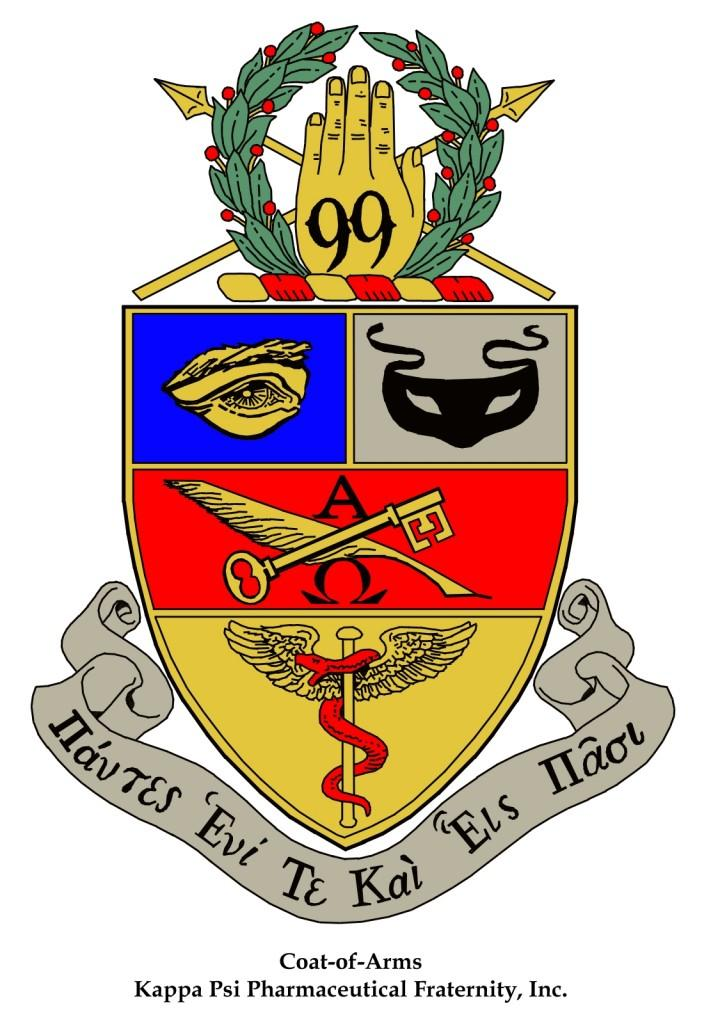 99
Α
Ω
Πάντες Ἑνί Τε Καὶ Ἑις Πᾶσι
Coat-of-Arms
Kappa Psi Pharmaceutical Fraternity, Inc.